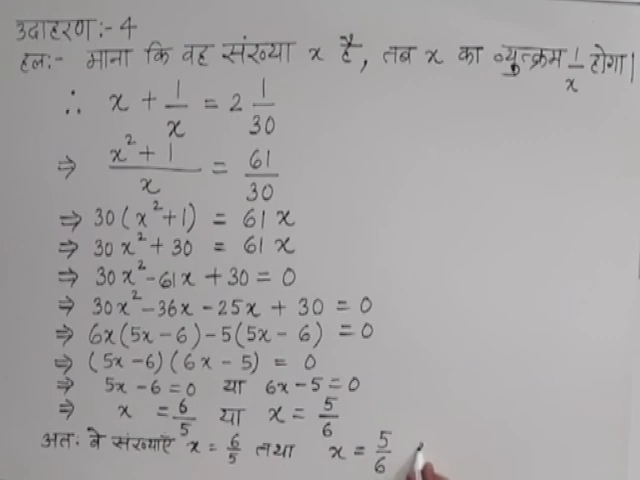 उदाहरण:- 4
हल:- माना कि वह संख्या x है, तब x का व्युत्क्रम 1/x होगा।
∴ x + 1/x = 2 1/30
⇒ (x² + 1)/x = 61/30
⇒ 30(x²+1) = 61x
⇒ 30x² + 30 = 61x
⇒ 30x² - 61x + 30 = 0
⇒ 30x² - 36x - 25x + 30 = 0
⇒ 6x(5x - 6) - 5(5x - 6) = 0
⇒ (5x - 6)(6x - 5) = 0
⇒ 5x - 6 = 0 या 6x - 5 = 0
⇒ x = 6/5 या x = 5/6
अतः वे संख्याएँ x = 6/5 तथा x = 5/6